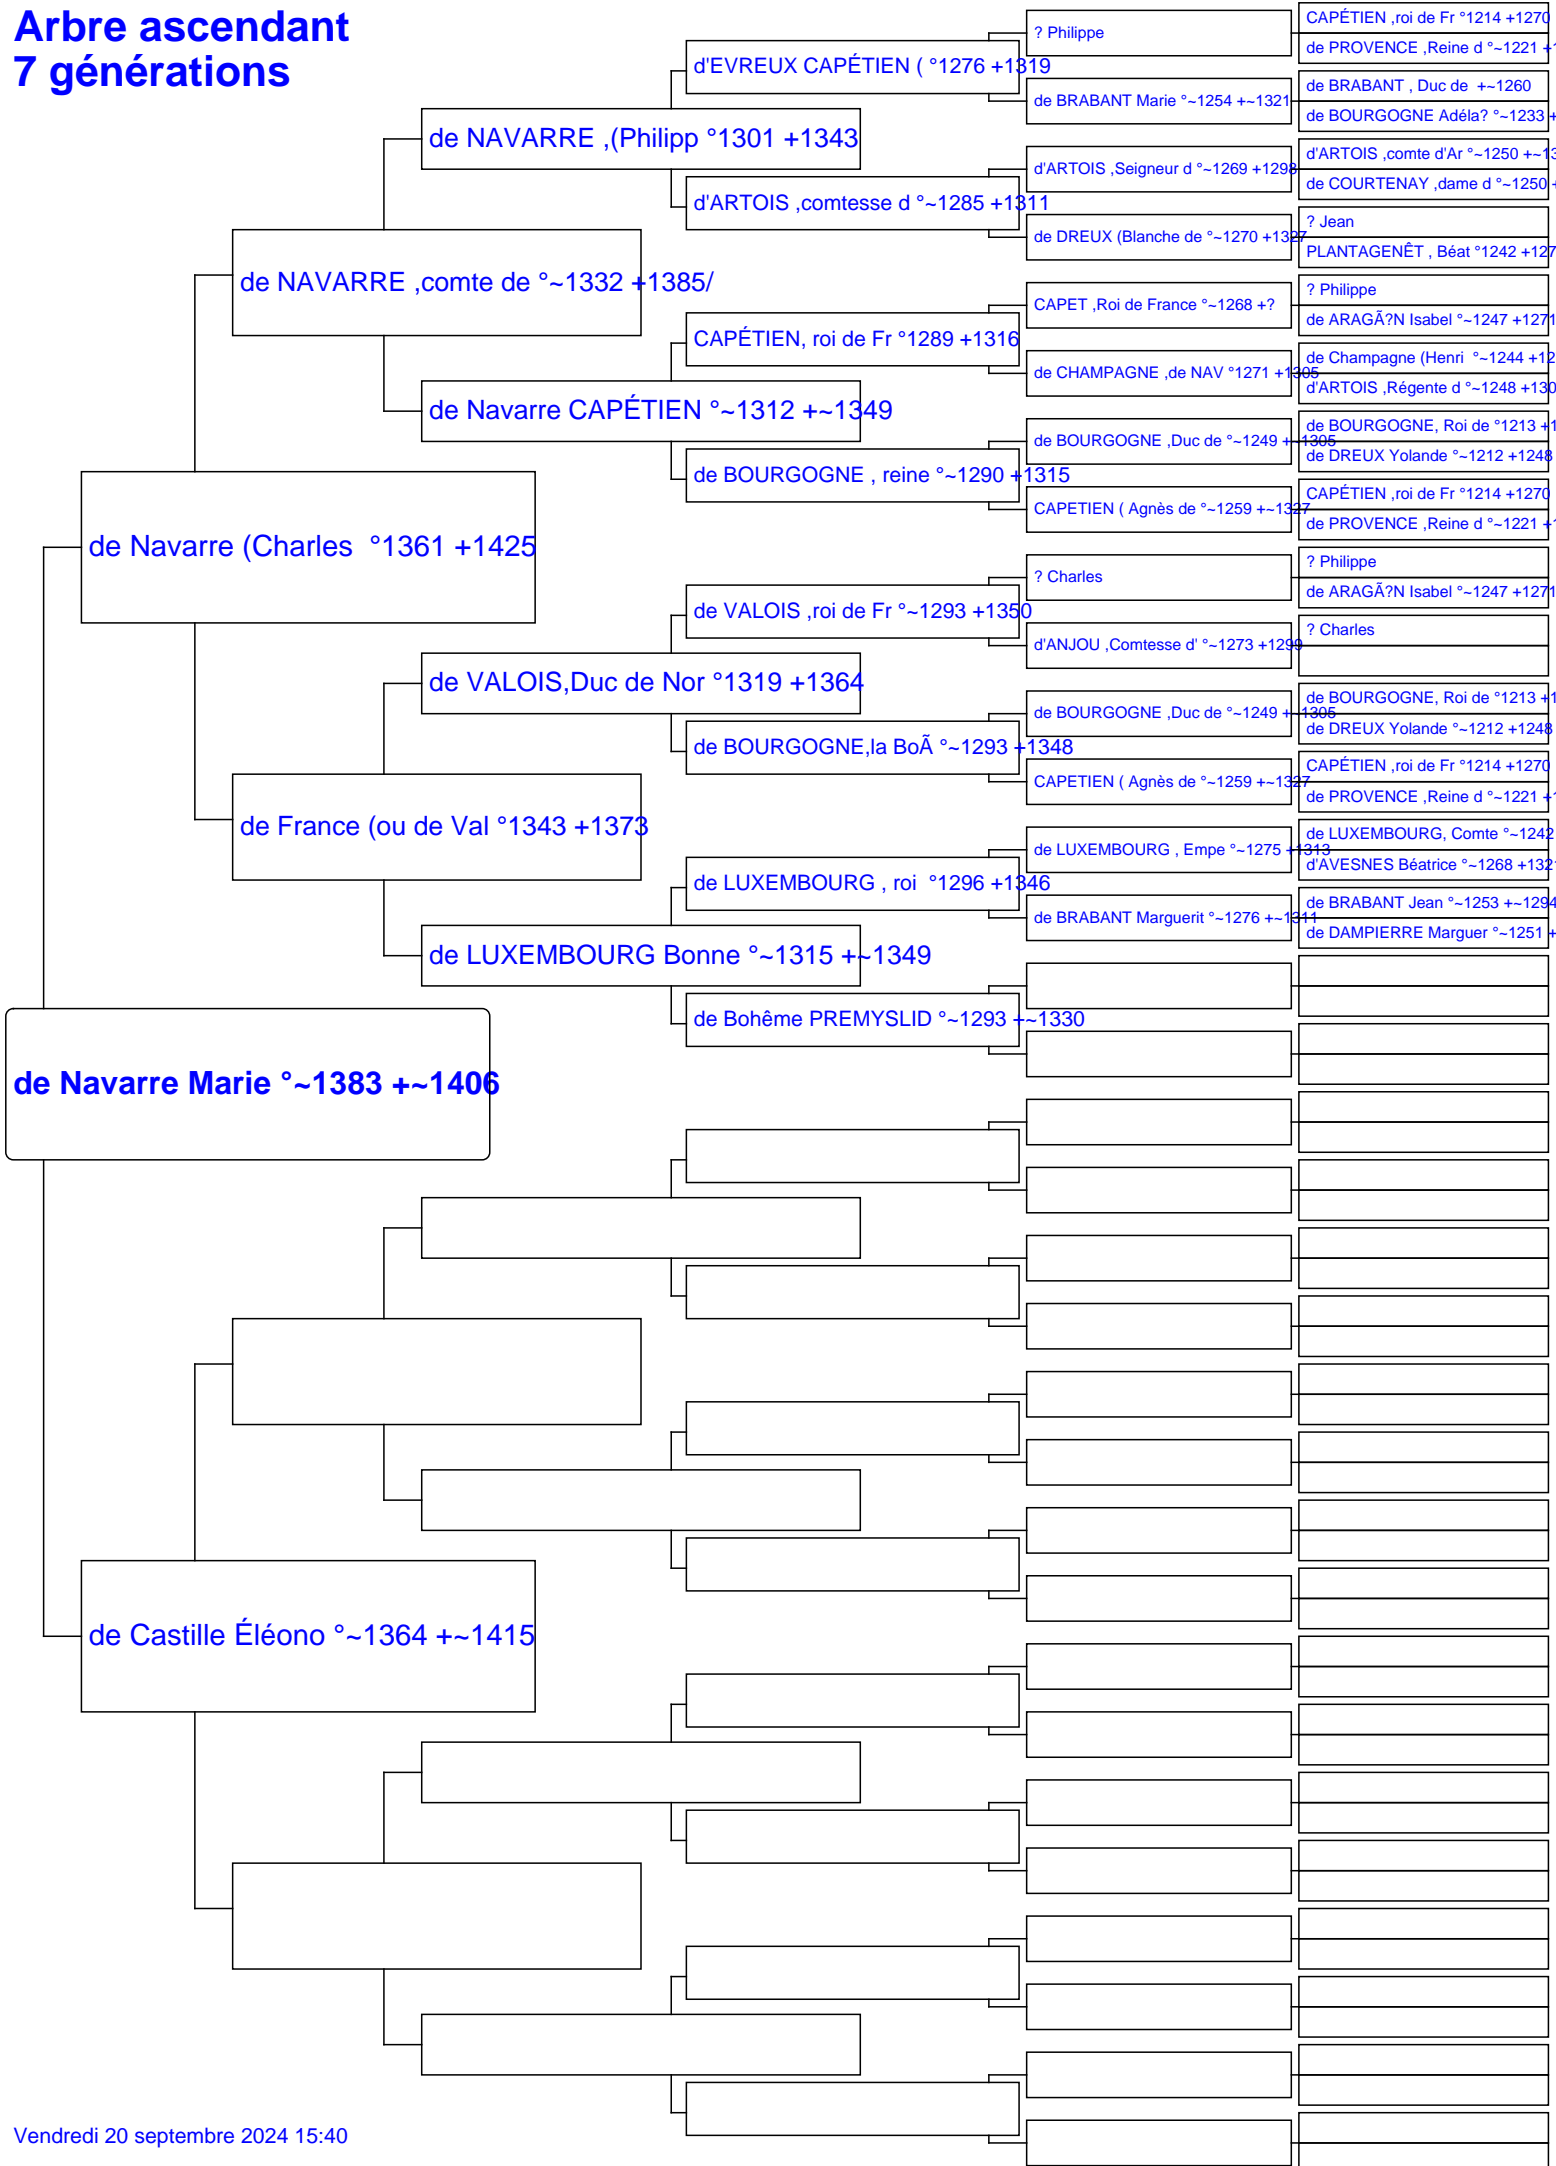 Arbre ascendant
7 générations
de Navarre Marie °~1383 +~1406
de Navarre (Charles  °1361 +1425
de Castille Éléono °~1364 +~1415
de NAVARRE ,comte de °~1332 +1385/
de France (ou de Val °1343 +1373
de NAVARRE ,(Philipp °1301 +1343
de Navarre CAPÉTIEN °~1312 +~1349
de VALOIS,Duc de Nor °1319 +1364
de LUXEMBOURG Bonne °~1315 +~1349
d'EVREUX CAPÉTIEN ( °1276 +1319
d'ARTOIS ,comtesse d °~1285 +1311
CAPÉTIEN, roi de Fr °1289 +1316
de BOURGOGNE , reine °~1290 +1315
de VALOIS ,roi de Fr °~1293 +1350
de BOURGOGNE,la BoÃ °~1293 +1348
de LUXEMBOURG , roi  °1296 +1346
de Bohême PREMYSLID °~1293 +~1330
? Philippe
de BRABANT Marie °~1254 +~1321
d'ARTOIS ,Seigneur d °~1269 +1298
de DREUX (Blanche de °~1270 +1327
CAPET ,Roi de France °~1268 +?
de CHAMPAGNE ,de NAV °1271 +1305
de BOURGOGNE ,Duc de °~1249 +~1305
CAPETIEN ( Agnès de °~1259 +~1327
? Charles
d'ANJOU ,Comtesse d' °~1273 +1299
de BOURGOGNE ,Duc de °~1249 +~1305
CAPETIEN ( Agnès de °~1259 +~1327
de LUXEMBOURG , Empe °~1275 +1313
de BRABANT Marguerit °~1276 +~1311
CAPÉTIEN ,roi de Fr °1214 +1270
de PROVENCE ,Reine d °~1221 +1
de BRABANT , Duc de  +~1260
de BOURGOGNE Adéla? °~1233 +
d'ARTOIS ,comte d'Ar °~1250 +~13
de COURTENAY ,dame d °~1250 +
? Jean
PLANTAGENÊT , Béat °1242 +127
? Philippe
de ARAGÃ?N Isabel °~1247 +1271
de Champagne (Henri  °~1244 +12
d'ARTOIS ,Régente d °~1248 +130
de BOURGOGNE, Roi de °1213 +1
de DREUX Yolande °~1212 +1248
CAPÉTIEN ,roi de Fr °1214 +1270
de PROVENCE ,Reine d °~1221 +1
? Philippe
de ARAGÃ?N Isabel °~1247 +1271
? Charles
de BOURGOGNE, Roi de °1213 +1
de DREUX Yolande °~1212 +1248
CAPÉTIEN ,roi de Fr °1214 +1270
de PROVENCE ,Reine d °~1221 +1
de LUXEMBOURG, Comte °~1242
d'AVESNES Béatrice °~1268 +1321
de BRABANT Jean °~1253 +~1294
de DAMPIERRE Marguer °~1251 +
Vendredi 20 septembre 2024 15:40